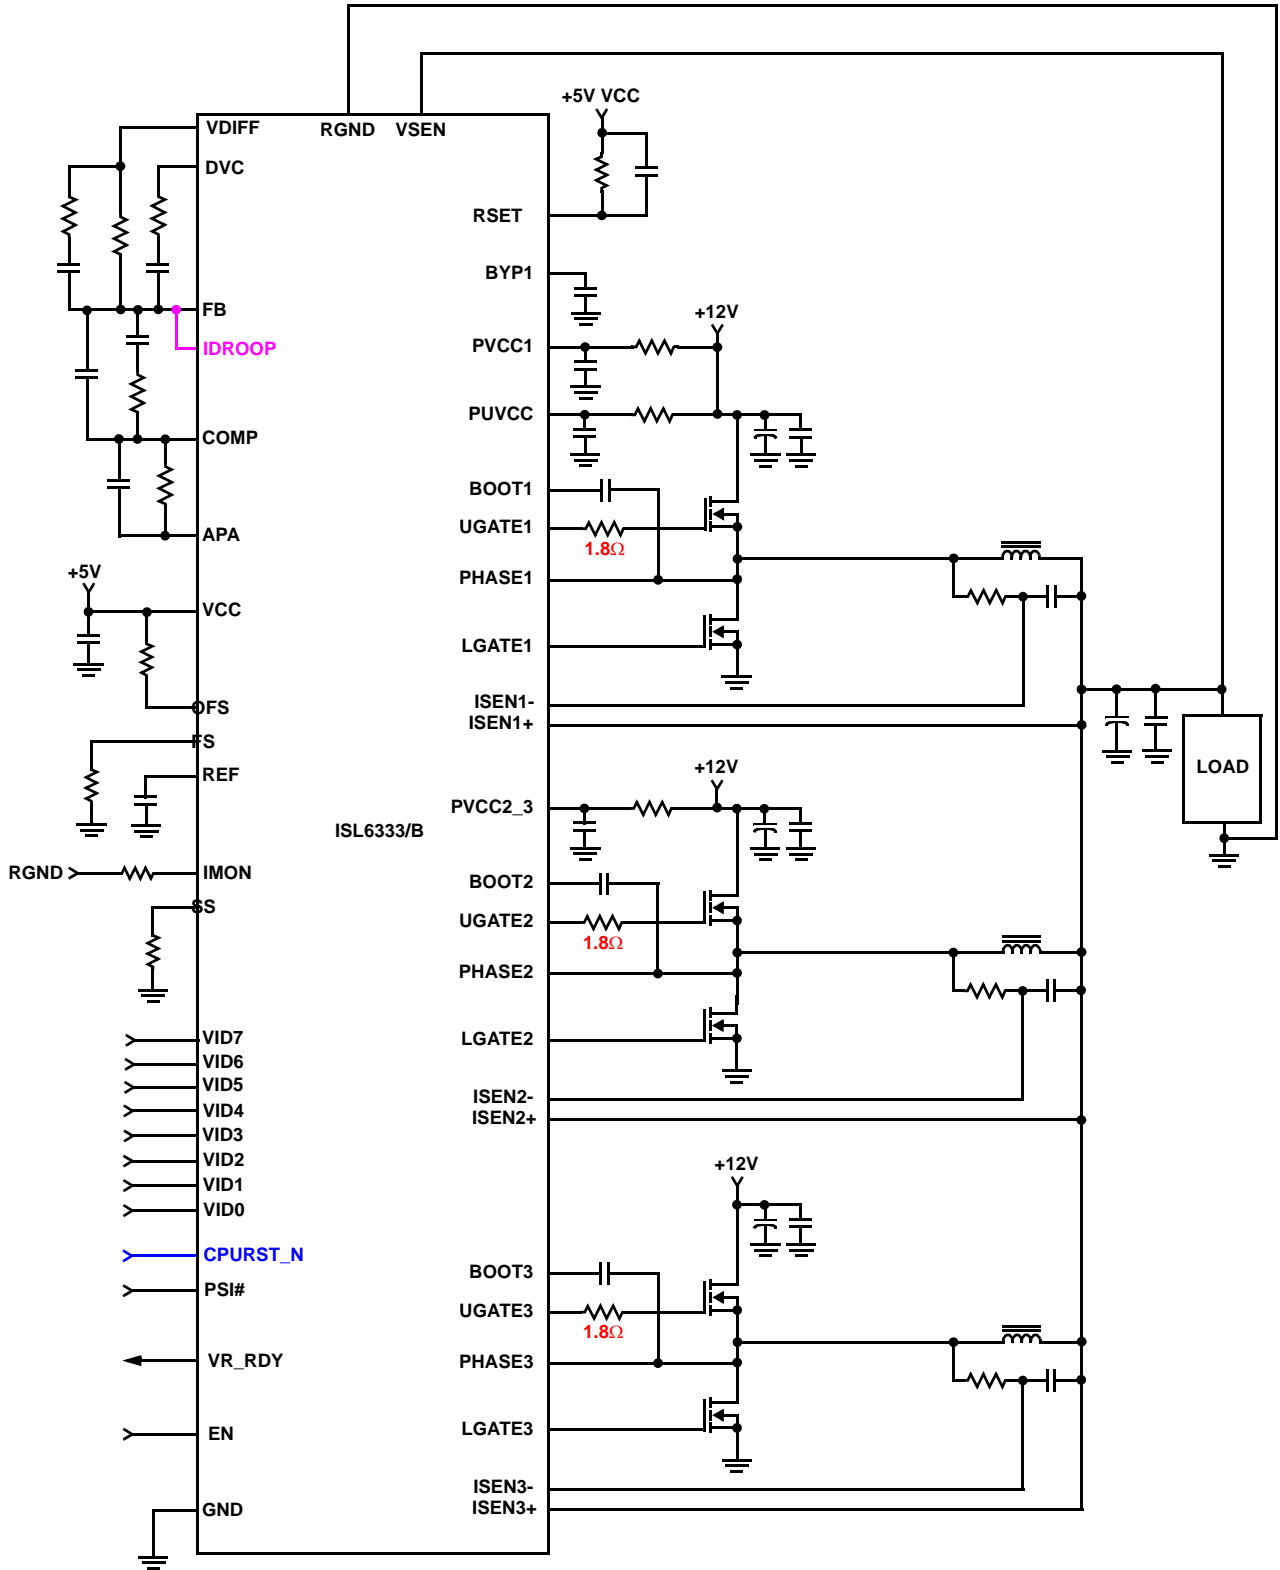 +5V VCC
VDIFF
RGND VSEN
DVC
RSET
BYP1
+12V
FB
PVCC1
IDROOP
PUVCC
COMP
BOOT1
UGATE1
1.8Ω
APA
+5V
PHASE1
VCC
LGATE1
ISEN1-
OFS
ISEN1+
FS
REF
+12V
LOAD
PVCC2_3
ISL6333/B
RGND
IMON
BOOT2
SS
UGATE2
1.8Ω
PHASE2
VID7
LGATE2
VID6
VID5
ISEN2-
VID4
ISEN2+
VID3
VID2
+12V
VID1
VID0
CPURST_N
BOOT3
PSI#
UGATE3
1.8Ω
VR_RDY
PHASE3
EN
LGATE3
ISEN3-
GND
ISEN3+